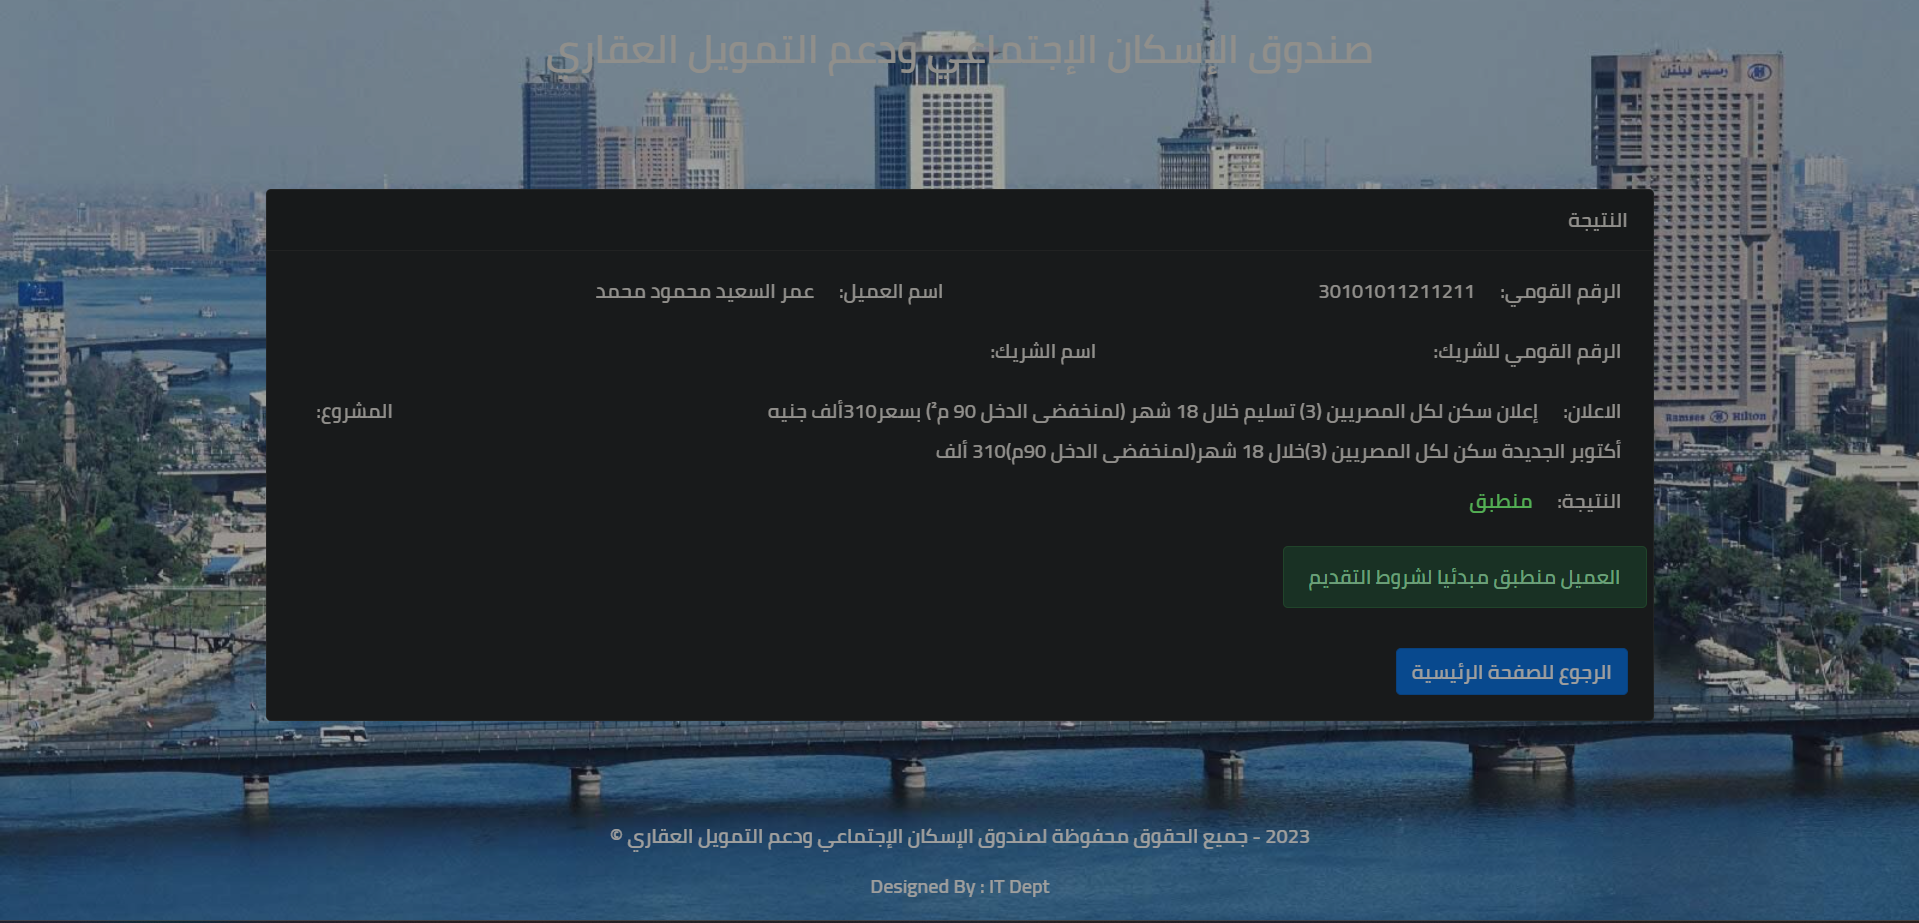 صندوق الإسكان الإجتماعي ودعم التمويل العقاري
رمسيس هيلتون
النتيجة
الرقم القومي: 30101011211211 اسم العميل: عمر السعيد محمود محمد
الرقم القومي للشريك: اسم الشريك:
الاعلان: إعلان سكن لكل المصريين (3) تسليم خلال 18 شهر (لمنخفضى الدخل 90 م²) بسعر310ألف جنيه المشروع:
Ramses Hilton
أكتوبر الجديدة سكن لكل المصريين (3)خلال 18 شهر(لمنخفضى الدخل 90م)310 ألف
النتيجة: منطبق
العميل منطبق مبدئيا لشروط التقديم
الرجوع للصفحة الرئيسية
2023 - جميع الحقوق محفوظة لصندوق الإسكان الإجتماعي ودعم التمويل العقاري ©
Designed By : IT Dept